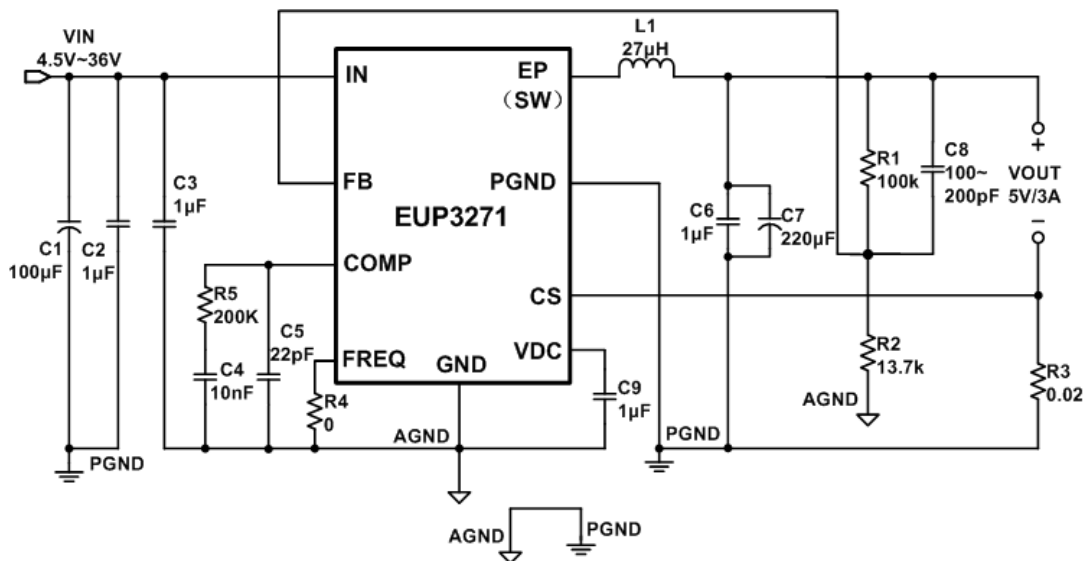 VIN
4.5V~36V
L1
27µH
IN
EP
(SW)
C3
1µF
FB
PGND
R1
100k
C8
100~
200pF
+
VOUT
5V/3A
−
EUP3271
C6
1µF
C7
220µF
C1
100µF
C2
1µF
COMP
R5
200K
CS
C5
22pF
C4
10nF
FREQ
GND
VDC
R2
13.7k
R3
0.02
R4
0
C9
1µF
AGND
AGND
PGND
PGND
AGND
PGND